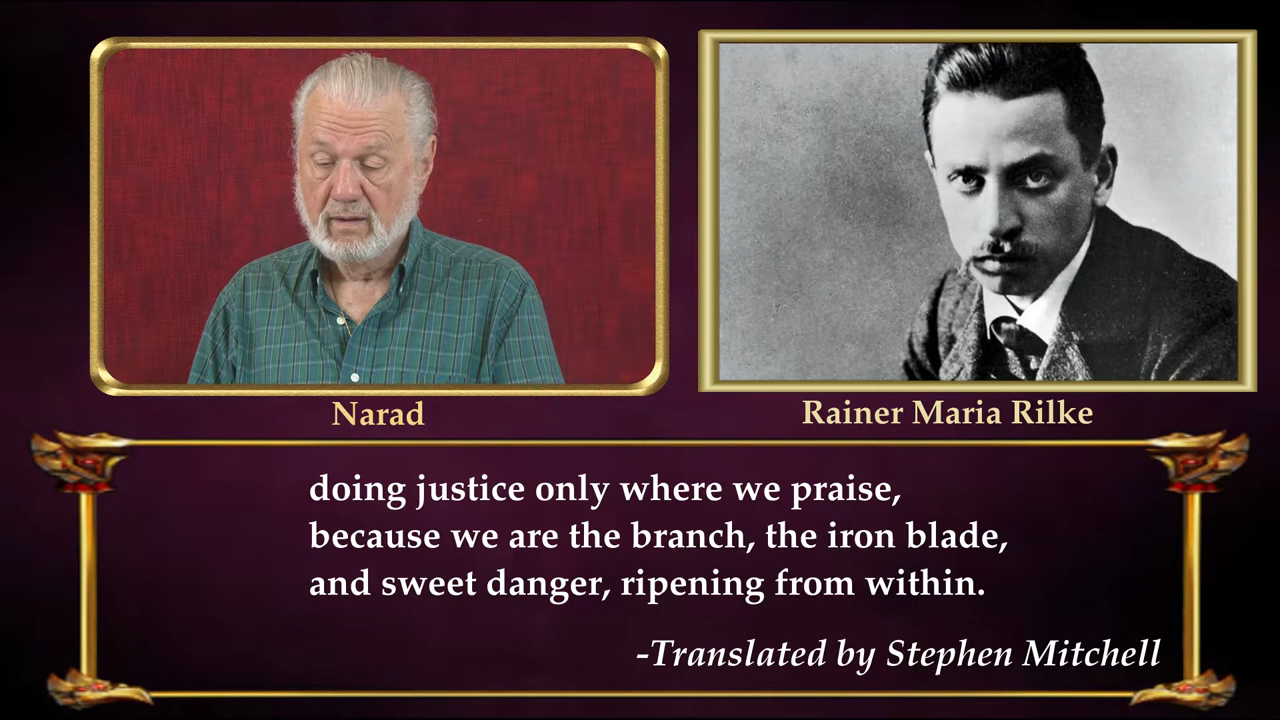 Narad
Rainer Maria Rilke
doing justice only where we praise,
because we are the branch, the iron blade,
and sweet danger, ripening from within.
-Translated by Stephen Mitchell